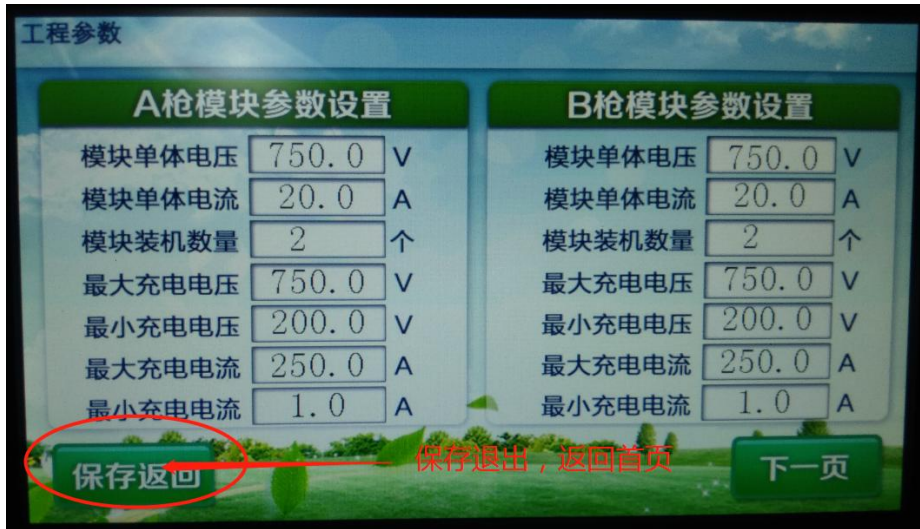 工程参数
A枪模块参数设置
模块单体电压 750.0 V
模块单体电流 20.0 A
模块装机数量 2 个
最大充电电压 750.0 V
最小充电电压 200.0 V
最大充电电流 250.0 A
最小充电电流 1.0 A
B枪模块参数设置
模块单体电压 750.0 V
模块单体电流 20.0 A
模块装机数量 2 个
最大充电电压 750.0 V
最小充电电压 200.0 V
最大充电电流 250.0 A
最小充电电流 1.0 A
保存返回
保存退出，返回首页
下一页